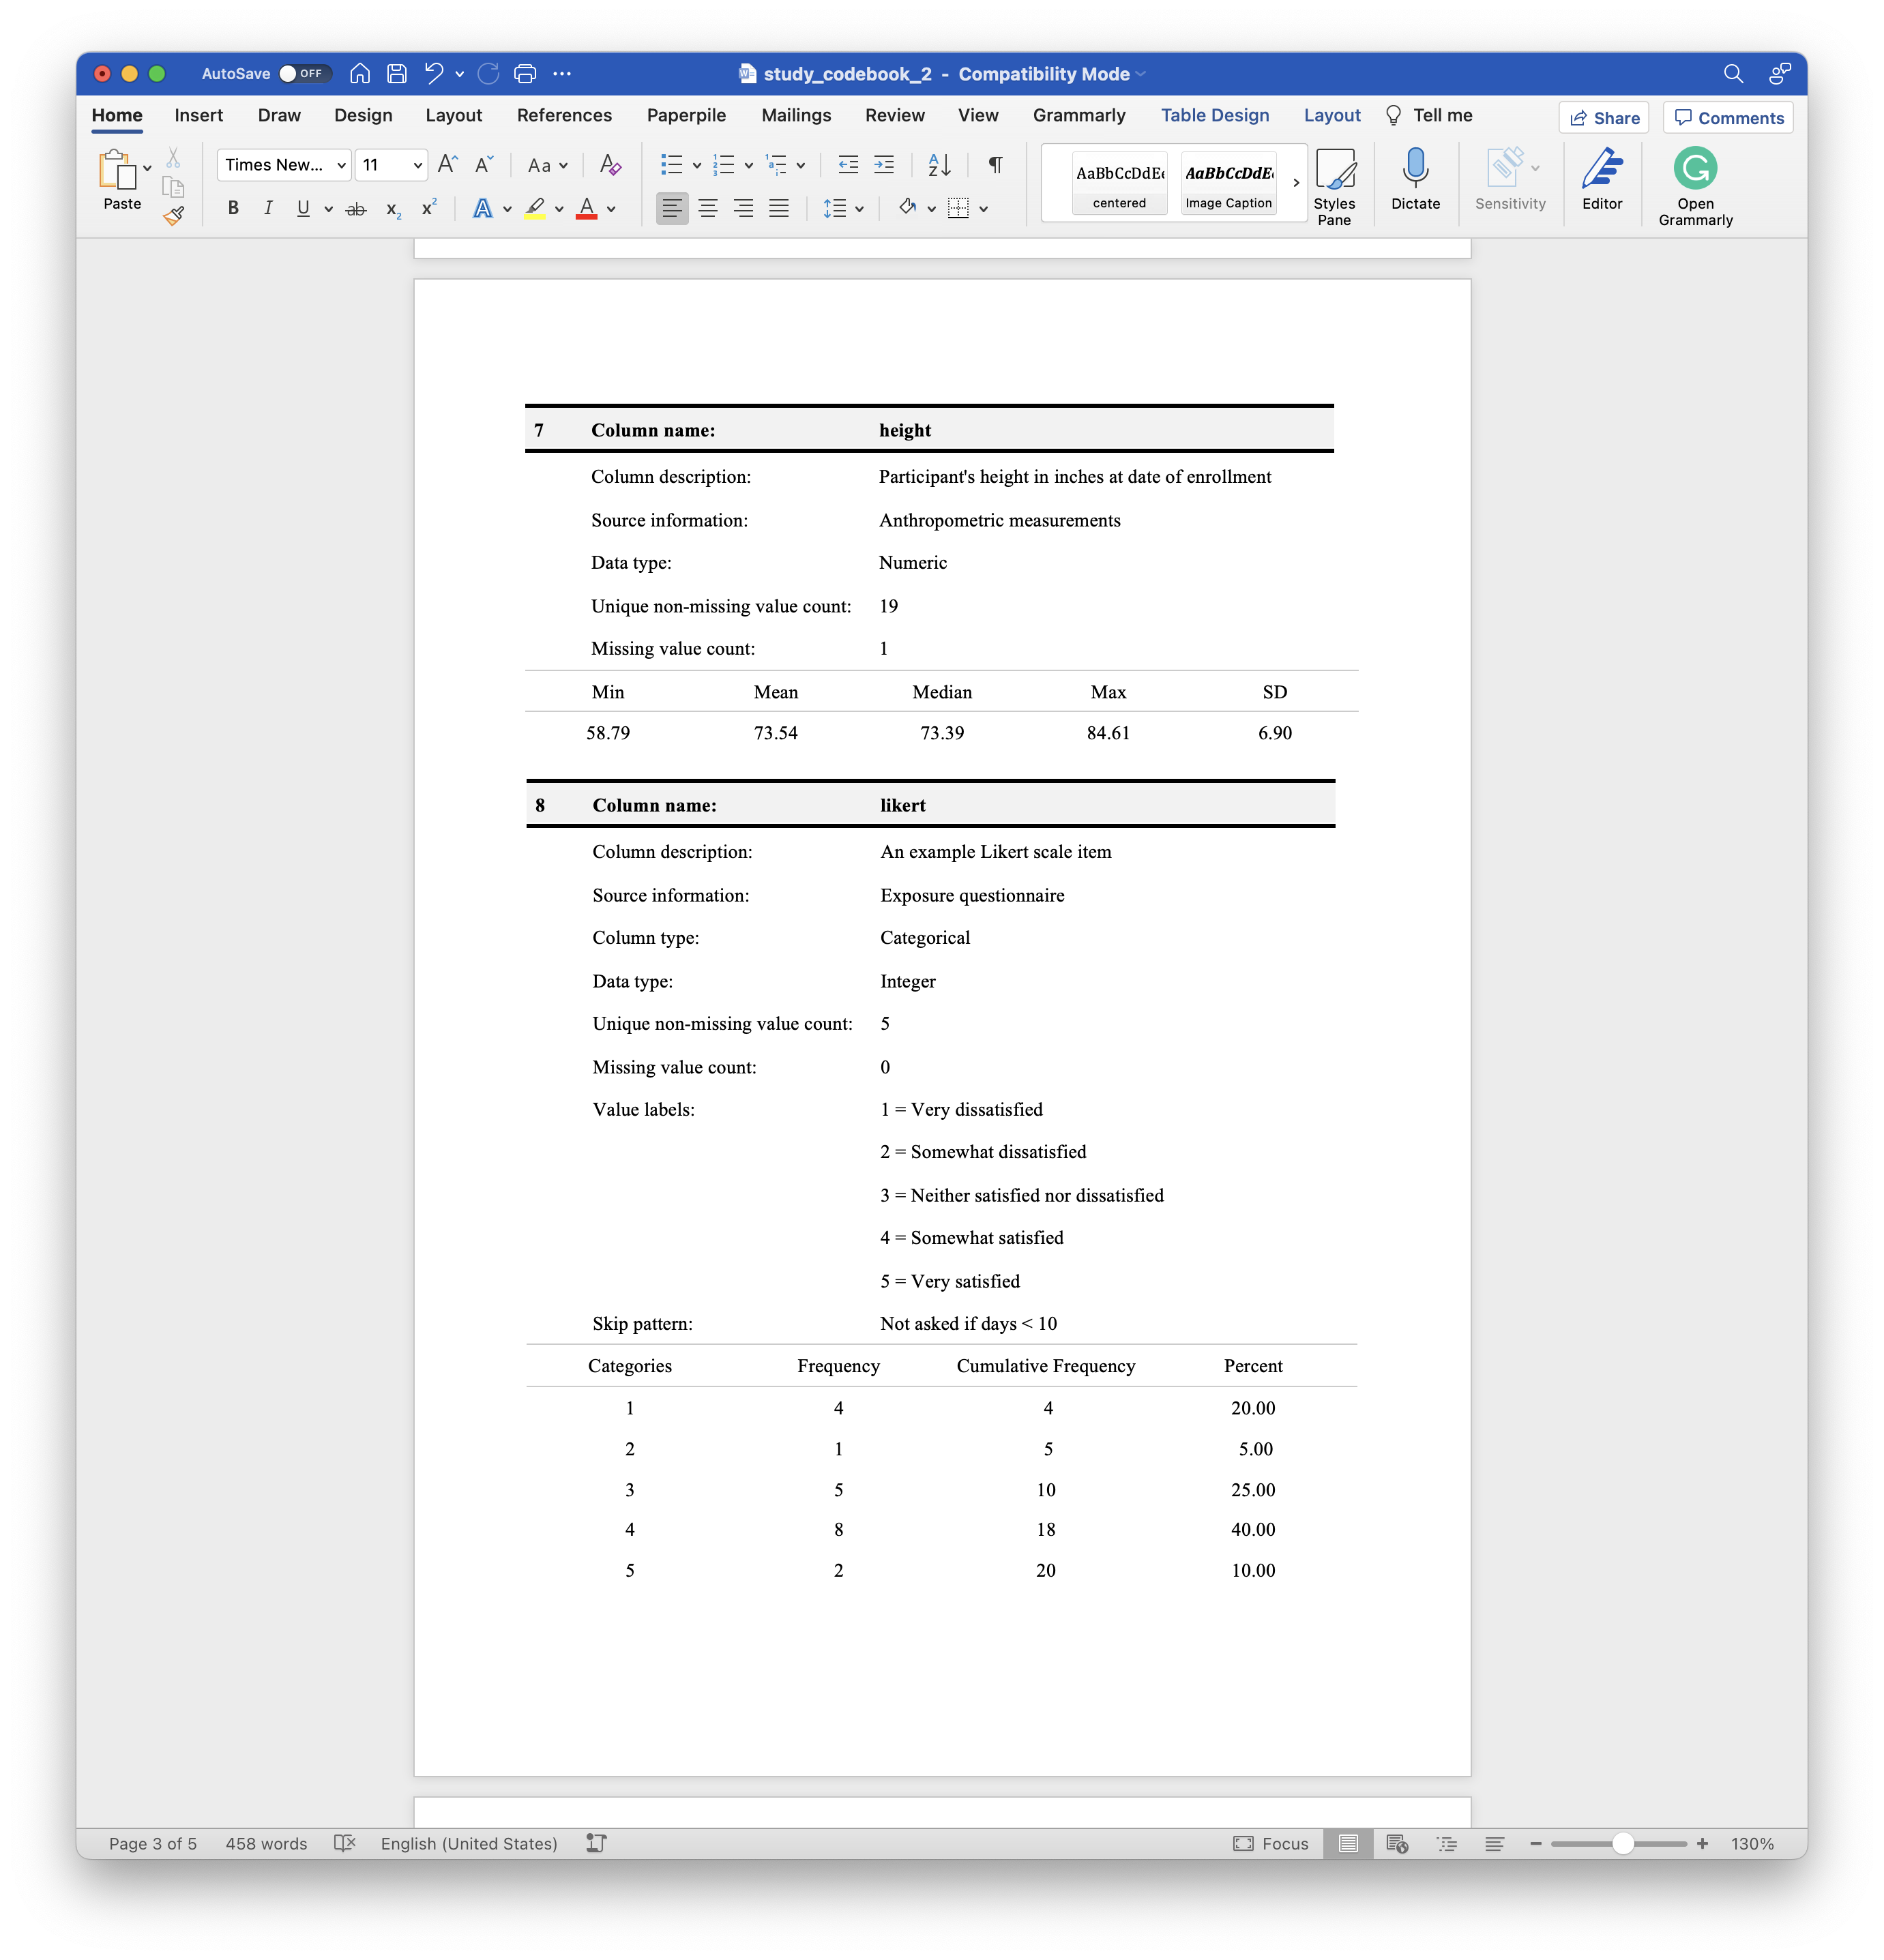 AutoSave OFF study_codebook_2 - Compatibility Mode
Home Insert Draw Design Layout References Paperpile Mailings Review View Grammarly Table Design Layout Tell me Share Comments
Paste Times New... 11 Aa AaBbCcDdEe AaBbCcDdE centered Image Caption Styles Pane Dictate Sensitivity Editor Open Grammarly
7 Column name: height
Column description: Participant's height in inches at date of enrollment
Source information: Anthropometric measurements
Data type: Numeric
Unique non-missing value count: 19
Missing value count: 1
Min Mean Median Max SD
58.79 73.54 73.39 84.61 6.90
8 Column name: likert
Column description: An example Likert scale item
Source information: Exposure questionnaire
Column type: Categorical
Data type: Integer
Unique non-missing value count: 5
Missing value count: 0
Value labels: 1 = Very dissatisfied
2 = Somewhat dissatisfied
3 = Neither satisfied nor dissatisfied
4 = Somewhat satisfied
5 = Very satisfied
Skip pattern: Not asked if days < 10
Categories Frequency Cumulative Frequency Percent
1 4 4 20.00
2 1 5 5.00
3 5 10 25.00
4 8 18 40.00
5 2 20 10.00
Page 3 of 5 458 words English (United States) Focus 130%